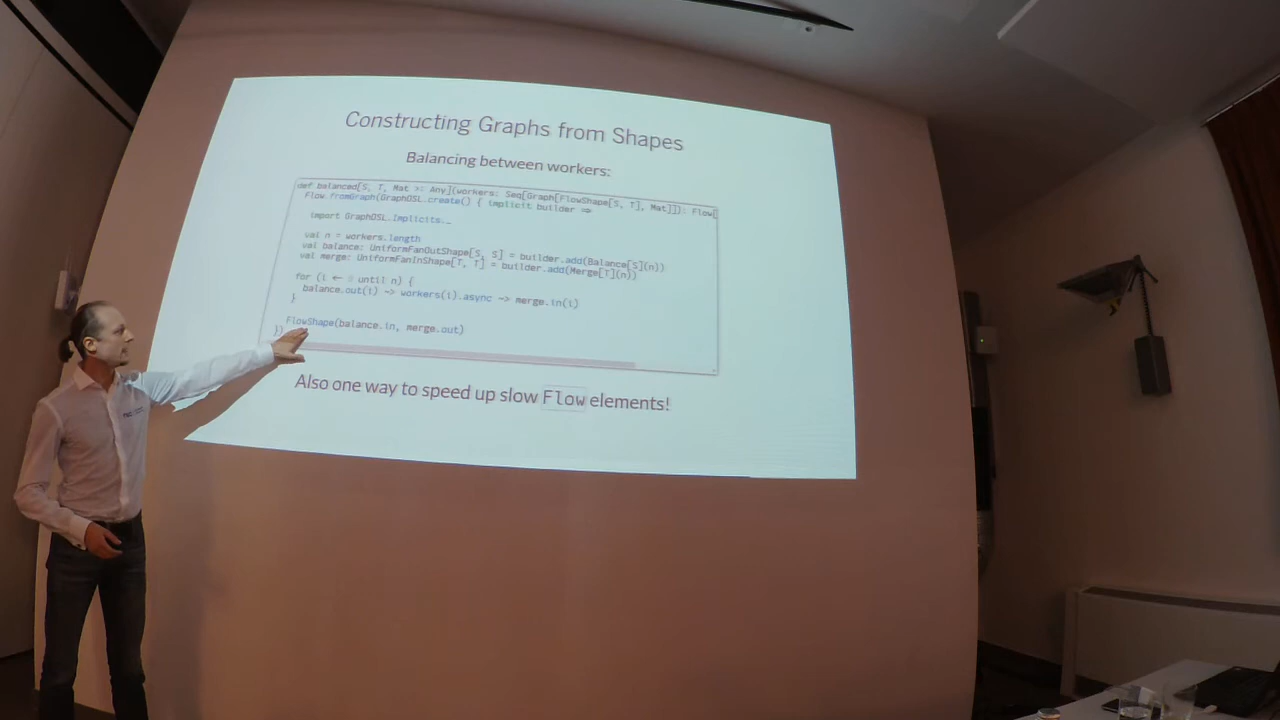 Constructing Graphs from Shapes
Balancing between workers:
def balanced[S, T, Mat >: Any](workers: Seq[Graph[FlowShape[S, T], Mat]]): Flow[
Flow.fromGraph(GraphDSL.create() { implicit builder =>
import GraphDSL.Implicits._
val n = workers.length
val balance: UniformFanOutShape[S, S] = builder.add(Balance[S](n))
val merge: UniformFanInShape[T, T] = builder.add(Merge[T](n))
for (i <- 0 until n) {
balance.out(i) ~> workers(i).async ~> merge.in(i)
}
FlowShape(balance.in, merge.out)
})
Also one way to speed up slow Flow elements!